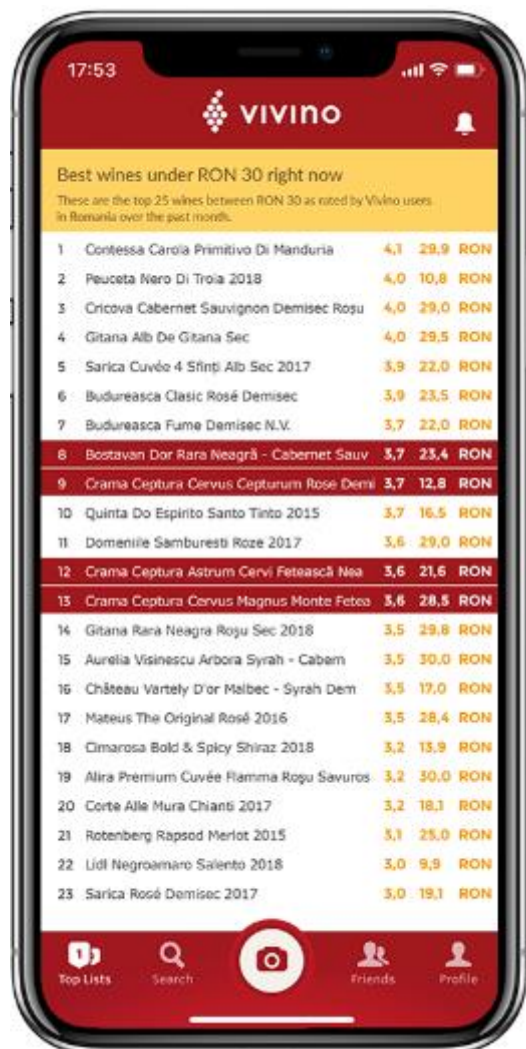 17:53
VIVINO
Best wines under RON 30 right now
These are the top 25 wines between RON 30 as rated by Vivino users
in Romania over the past month.
1 Contessa Carola Primitivo Di Manduria 4,1 29,9 RON
2 Peuceta Nero Di Troia 2018 4,0 10,8 RON
3 Cricova Cabernet Sauvignon Demisec Roșu 4,0 29,0 RON
4 Gitana Alb De Gitana Sec 4,0 29,5 RON
5 Sarica Cuvée 4 Sfinți Alb Sec 2017 3,9 22,0 RON
6 Budureasca Clasic Rosé Demisec 3,9 23,5 RON
7 Budureasca Fume Demisec N.V. 3,7 22,0 RON
8 Bostavan Dor Rara Neagră - Cabernet Sauv 3,7 23,4 RON
9 Crama Ceptura Cervus Cepturum Rose Demi 3,7 12,8 RON
10 Quinta Do Espirito Santo Tinto 2015 3,7 16,5 RON
11 Domeniile Samburesti Roze 2017 3,6 29,0 RON
12 Crama Ceptura Astrum Cervi Fetească Nea 3,6 21,6 RON
13 Crama Ceptura Cervus Magnus Monte Fetea 3,6 28,5 RON
14 Gitana Rara Neagra Roșu Sec 2018 3,5 29,8 RON
15 Aurelia Visinescu Arbora Syrah - Cabern 3,5 30,0 RON
16 Château Vartely D'or Malbec - Syrah Dem 3,5 17,0 RON
17 Mateus The Original Rosé 2016 3,5 28,4 RON
18 Cimarosa Bold & Spicy Shiraz 2018 3,2 13,9 RON
19 Alira Premium Cuvée Flamma Roșu Savuros 3,2 30,0 RON
20 Corte Alle Mura Chianti 2017 3,2 18,1 RON
21 Rotenberg Rapsod Merlot 2015 3,1 25,0 RON
22 Lidl Negroamaro Salento 2018 3,0 9,9 RON
23 Sarica Rosé Demisec 2017 3,0 19,1 RON
1
Top Lists Search Friends Profile